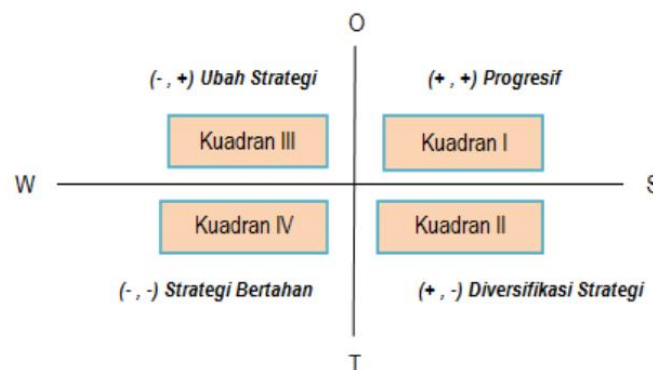 O
(- , +) Ubah Strategi
(+ , +) Progresif
Kuadran III
Kuadran I
W
S
Kuadran IV
Kuadran II
(- , -) Strategi Bertahan
(+ , -) Diversifikasi Strategi
T